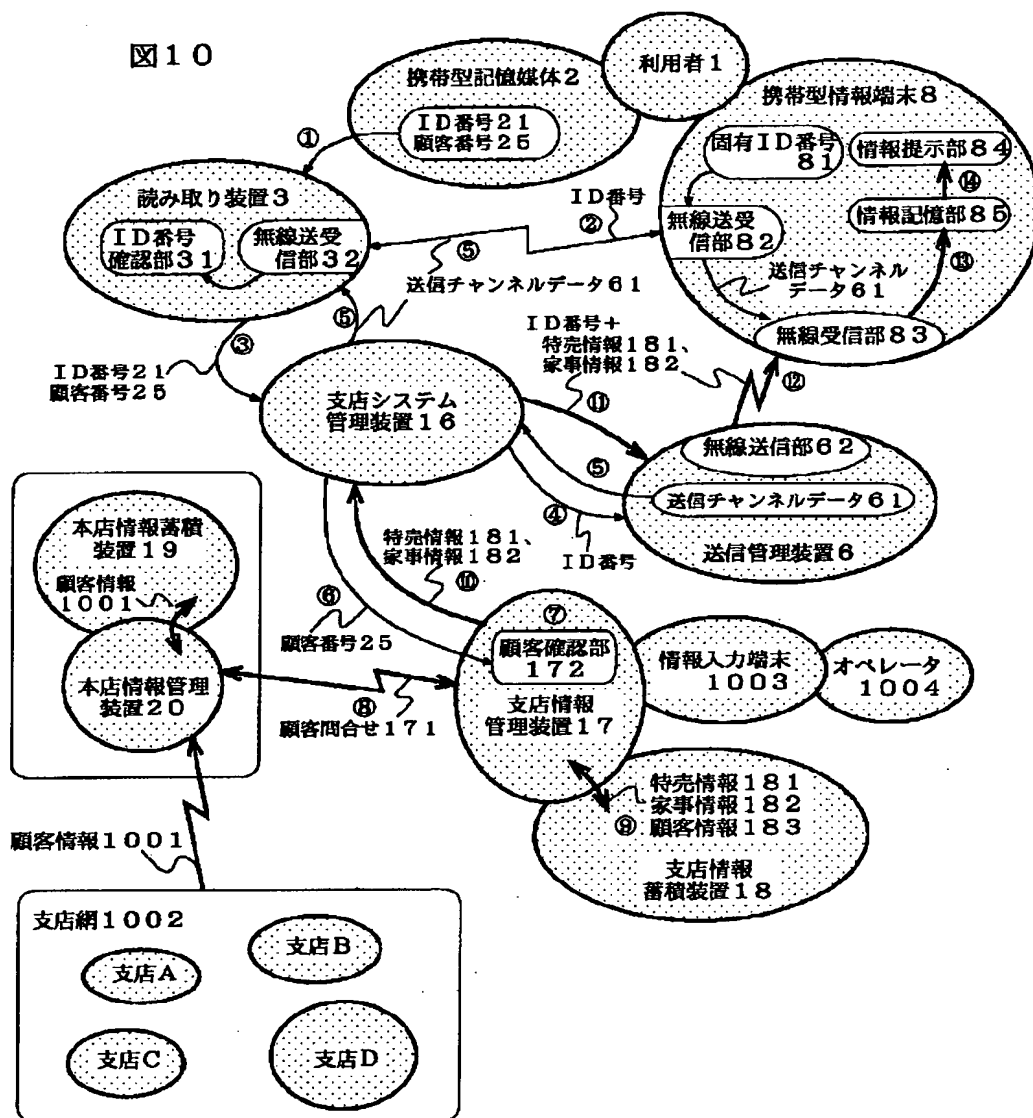 図10
利用者1
携帯型記憶媒体2
ID番号21
顧客番号25
①
携帯型情報端末8
固有ID番号
81
情報提示部84
⑭
情報記憶部85
無線送受
信部82
⑬
送信チャンネル
データ61
無線受信部83
読み取り装置3
ID番号
確認部31
無線送受
信部32
ID番号
②
⑤
送信チャンネルデータ61
⑤
③
ID番号21
顧客番号25
ID番号+
特売情報181、
家事情報182
⑫
⑪
支店システム
管理装置16
無線送信部62
⑤
送信チャンネルデータ61
④
ID番号
送信管理装置6
本店情報蓄積
装置19
顧客情報
1001
本店情報管理
装置20
特売情報181、
家事情報182
⑩
⑥
顧客番号25
⑦
顧客確認部
172
支店情報
管理装置17
情報入力端末
1003
オペレータ
1004
⑧
顧客問合せ171
特売情報181
家事情報182
顧客情報183
⑨
支店情報
蓄積装置18
顧客情報1001
支店網1002
支店A
支店B
支店C
支店D